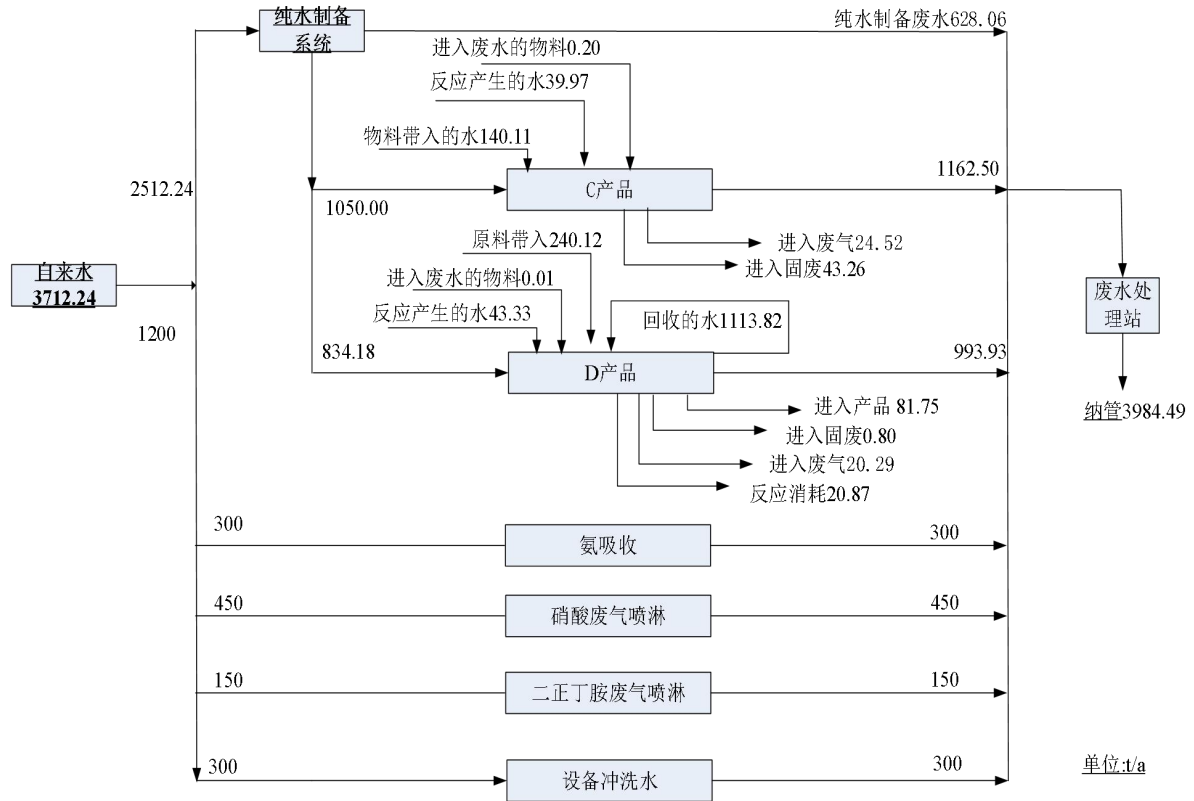 纯水制备
系统
纯水制备废水628.06
进入废水的物料0.20
反应产生的水39.97
物料带入的水140.11
2512.24
1050.00
C产品
1162.50
进入废气24.52
进入固废43.26
自来水
3712.24
1200
原料带入240.12
进入废水的物料0.01
反应产生的水43.33
回收的水1113.82
834.18
D产品
993.93
废水处
理站
进入产品 81.75
进入固废0.80
进入废气20.29
反应消耗20.87
纳管3984.49
300
氨吸收
300
450
硝酸废气喷淋
450
150
二正丁胺废气喷淋
150
300
设备冲洗水
300
单位:t/a